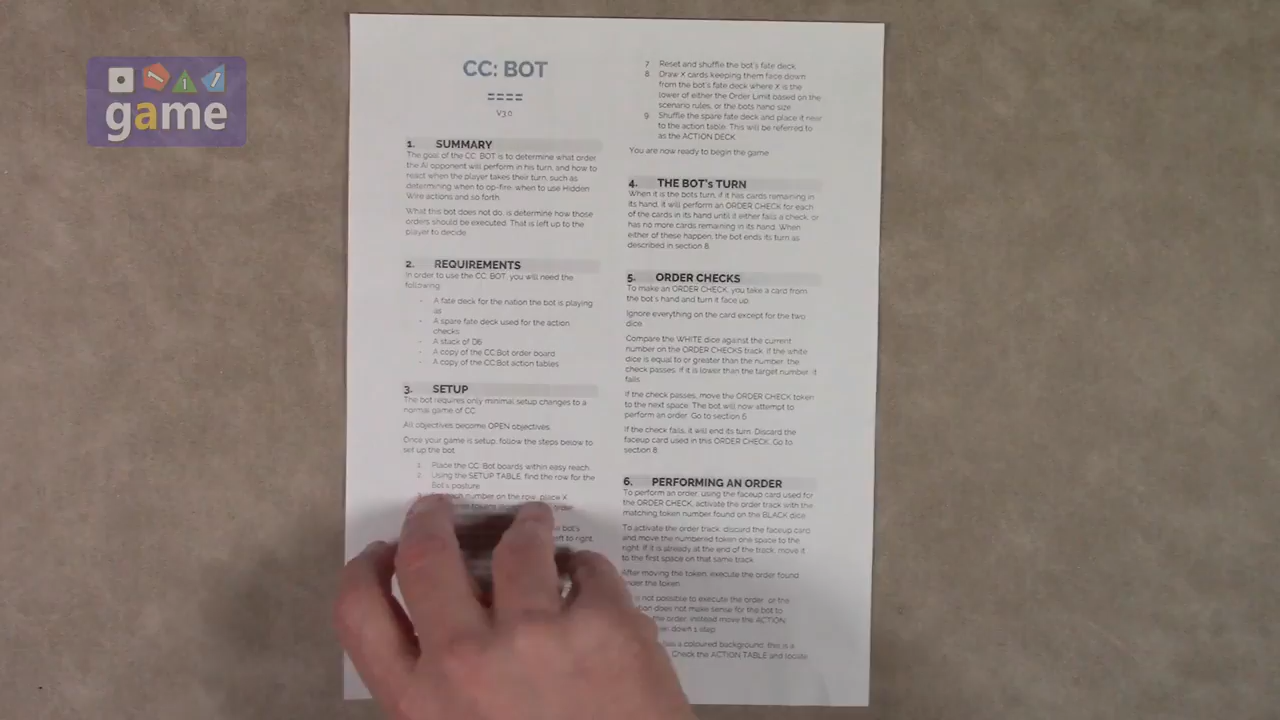 game
CC: BOT
====
V3.0
1. SUMMARY
The goal of the CC: BOT is to determine what order
the AI opponent will perform in his turn, and how to
react when the player takes their turn, such as
determining when to op-fire, when to use Hidden
Wire actions and so forth.
What this bot does not do, is determine how those
orders should be executed. That is left up to the
player to decide.
2. REQUIREMENTS
In order to use the CC: BOT, you will need the
following:
- A fate deck for the nation the bot is playing
as
- A spare fate deck used for the action
checks
- A stack of D6
- A copy of the CC:Bot order board
- A copy of the CC:Bot action tables
3. SETUP
The bot requires only minimal setup changes to a
normal game of CC.
All objectives become OPEN objectives.
Once your game is setup, follow the steps below to
set up the bot.
1. Place the CC: Bot boards within easy reach.
2. Using the SETUP TABLE, find the row for the
Bot's posture
number on the row, place X
tokens order
bot's
left to right,
7. Reset and shuffle the bot's fate deck.
8. Draw X cards keeping them face down
from the bot's fate deck where X is the
lower of either the Order Limit based on the
scenario rules, or the bots hand size.
9. Shuffle the spare fate deck and place it near
to the action table. This will be referred to
as the ACTION DECK
You are now ready to begin the game
4. THE BOT's TURN
When it is the bots turn, if it has cards remaining in
its hand, it will perform an ORDER CHECK for each
of the cards in its hand until it either fails a check, or
has no more cards remaining in its hand. When
either of these happen, the bot ends its turn as
described in section 8.
5. ORDER CHECKS
To make an ORDER CHECK, you take a card from
the bot's hand and turn it face up.
Ignore everything on the card except for the two
dice.
Compare the WHITE dice against the current
number on the ORDER CHECKS track. If the white
dice is equal to or greater than the number, the
check passes, if it is lower than the target number, it
fails
If the check passes, move the ORDER CHECK token
to the next space. The bot will now attempt to
perform an order. Go to section 6
If the check fails, it will end its turn. Discard the
faceup card used in this ORDER CHECK. Go to
section 8.
6. PERFORMING AN ORDER
To perform an order, using the faceup card used for
the ORDER CHECK, activate the order track with the
matching token number found on the BLACK dice
To activate the order track, discard the faceup card
and move the numbered token one space to the
right. If it is already at the end of the track, move it
to the first space on that same track
After moving the token, execute the order found
under the token.
is not possible to execute the order, or the
does not make sense for the bot to
the order, instead move the ACTION
down 1 step
has a coloured background, this is a
Check the ACTION TABLE and locate